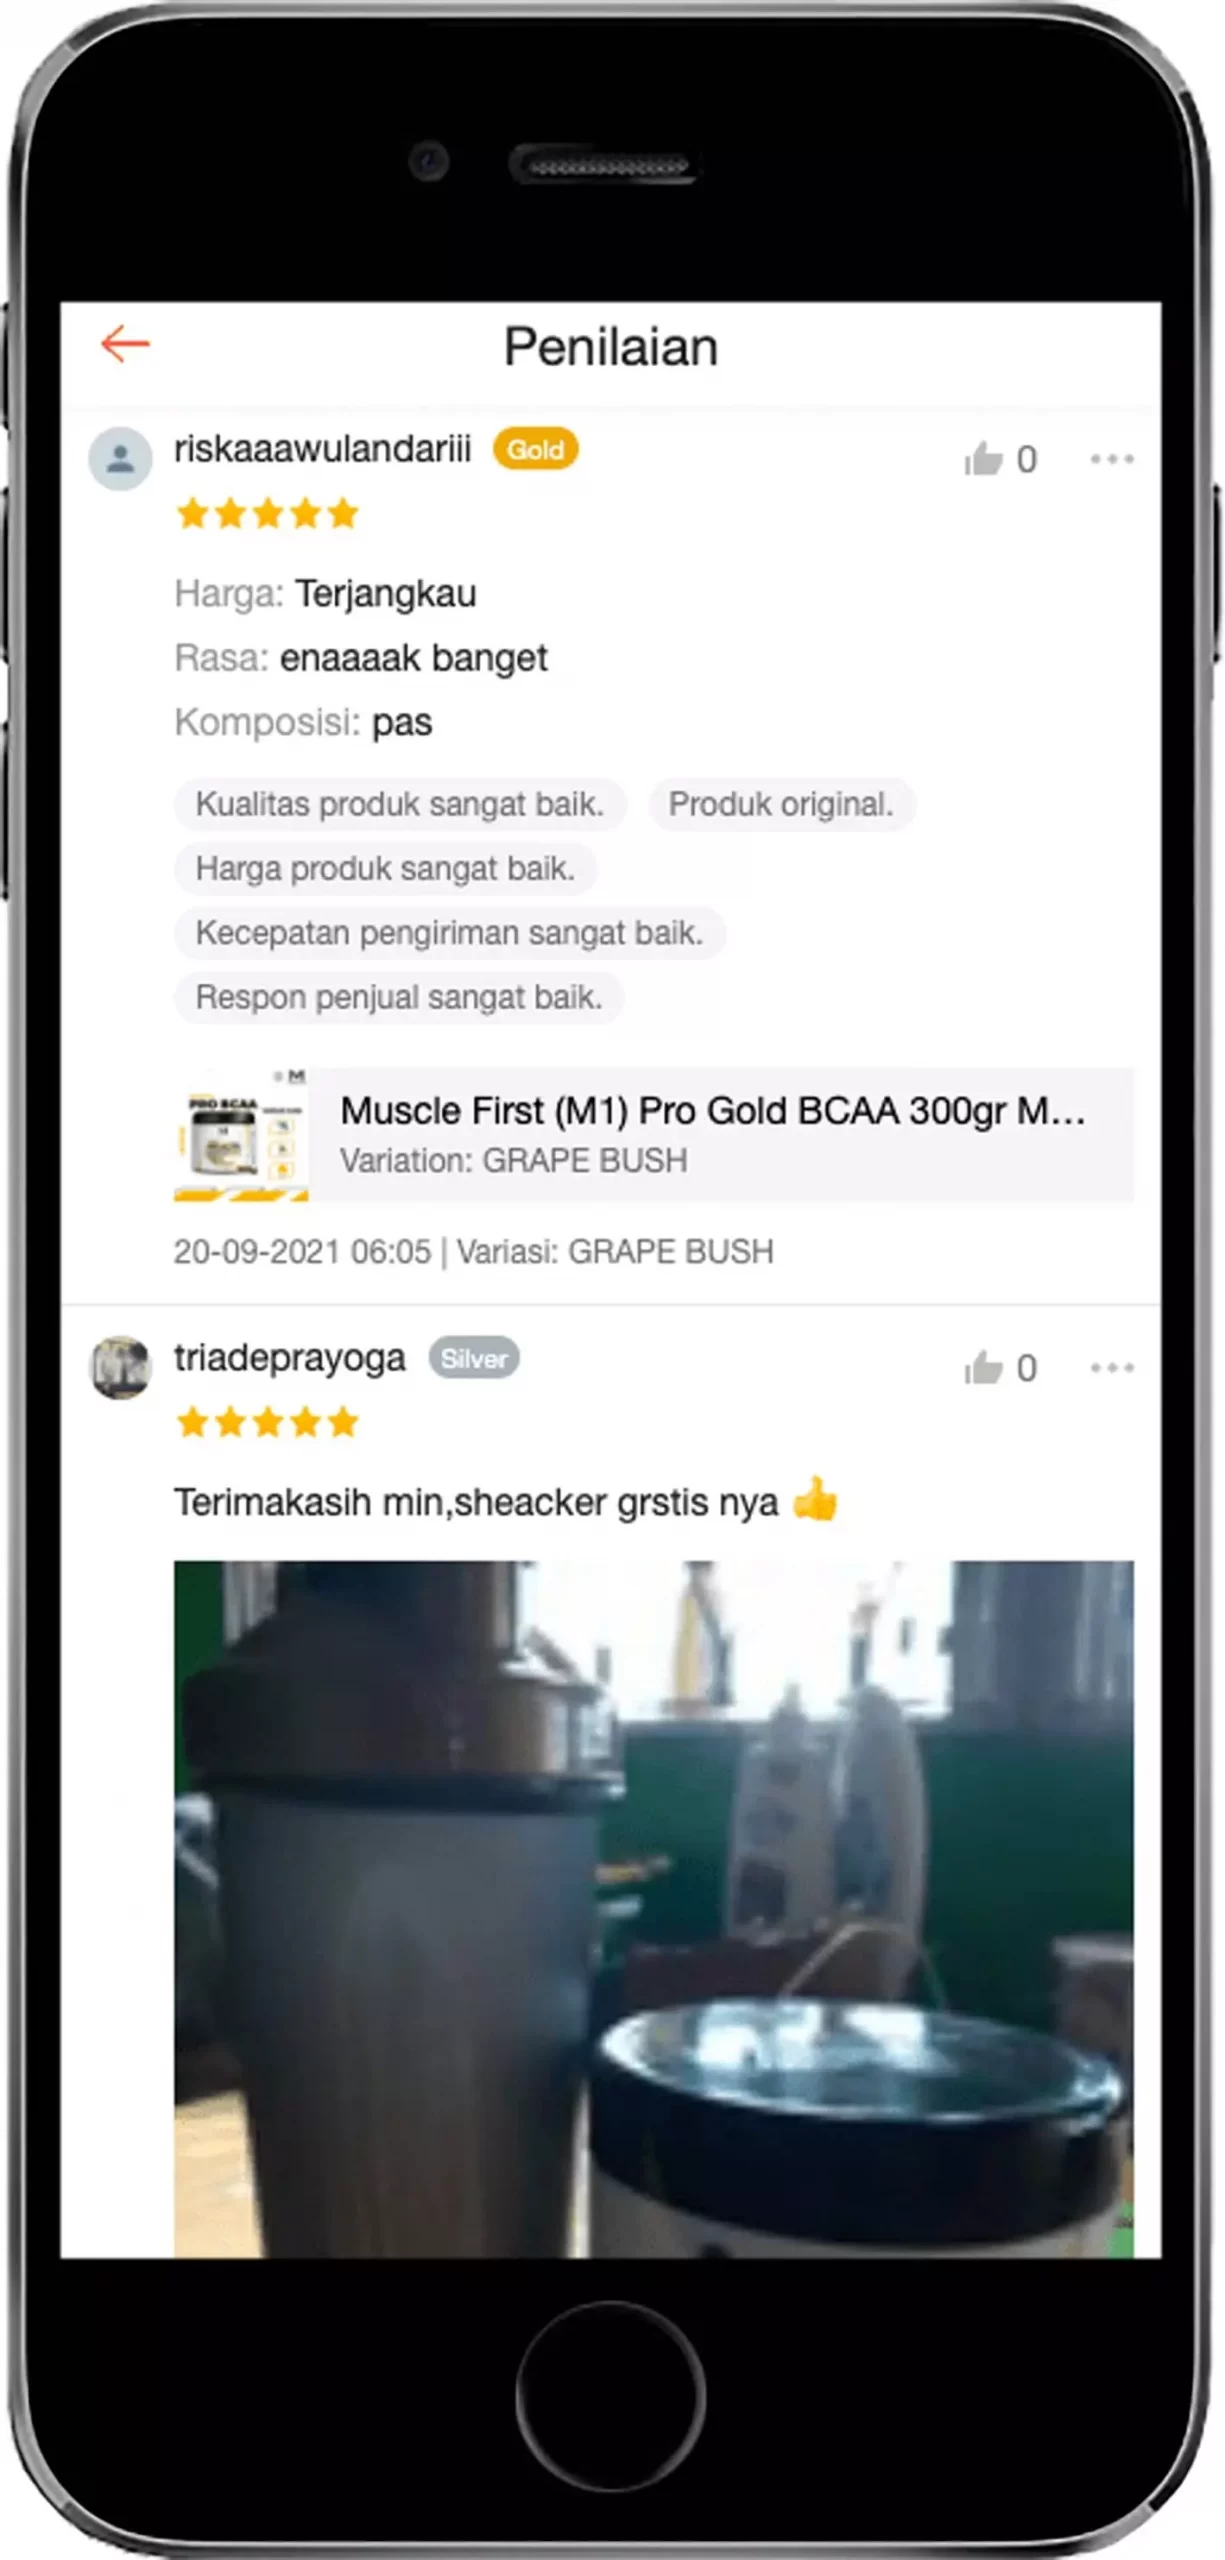 Penilaian
riskaaawulandariii Gold
0
Harga: Terjangkau
Rasa: enaaaak banget
Komposisi: pas
Kualitas produk sangat baik. Produk original.
Harga produk sangat baik.
Kecepatan pengiriman sangat baik.
Respon penjual sangat baik.
M
PRO BCAA
Muscle First (M1) Pro Gold BCAA 300gr M...
Variation: GRAPE BUSH
20-09-2021 06:05 | Variasi: GRAPE BUSH
triadeprayoga Silver
0
Terimakasih min,sheacker grstis nya 👍